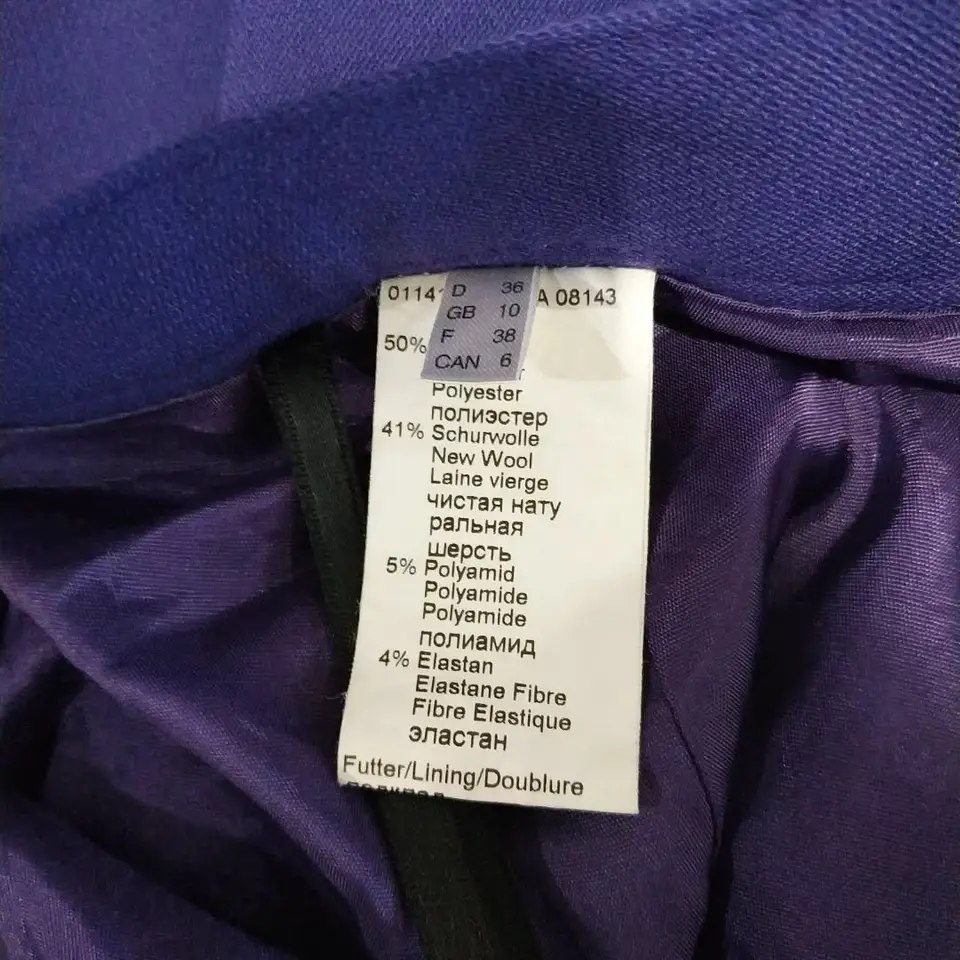 D 36
GB 10
F 38
CAN 6
0114 A 08143
50%
Polyester
полиэстер
41% Schurwolle
New Wool
Laine vierge
чистая нату
ральная
шерсть
5% Polyamid
Polyamide
Polyamide
полиамид
4% Elastan
Elastane Fibre
Fibre Elastique
эластан
Futter/Lining/Doublure